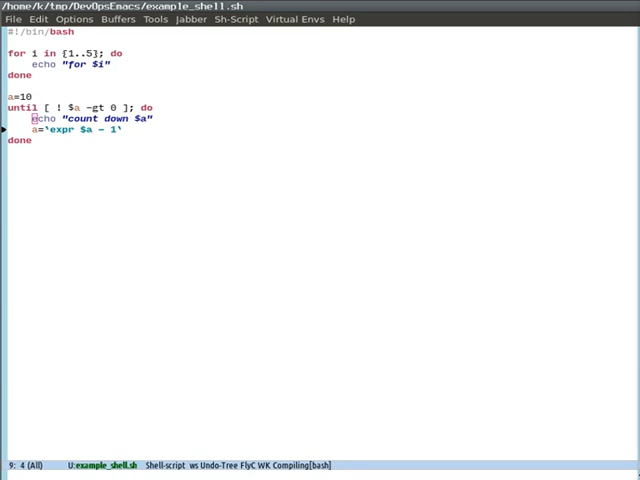 /home/k/tmp/DevOpsEmacs/example_shell.sh
File Edit Options Buffers Tools Jabber Sh-Script Virtual Envs Help
#!/bin/bash
for i in {1..5}; do
echo "for $i"
done
a=10
until [ ! $a -gt 0 ]; do
echo "count down $a"
a=`expr $a - 1`
done
9: 4 (All) U:example_shell.sh Shell-script ws Undo-Tree FlyC WK Compiling[bash]